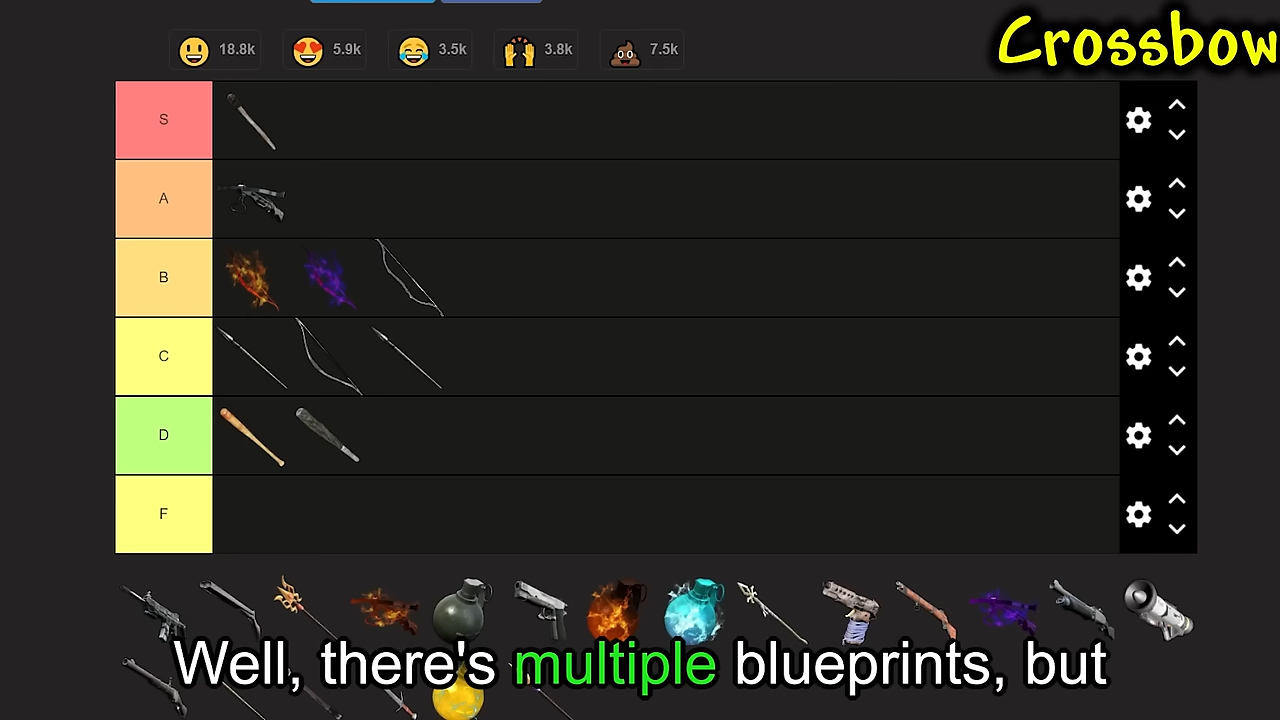 Crossbow
18.8k 5.9k 3.5k 3.8k 7.5k
S
A
B
C
D
F
Well, there's multiple blueprints, but